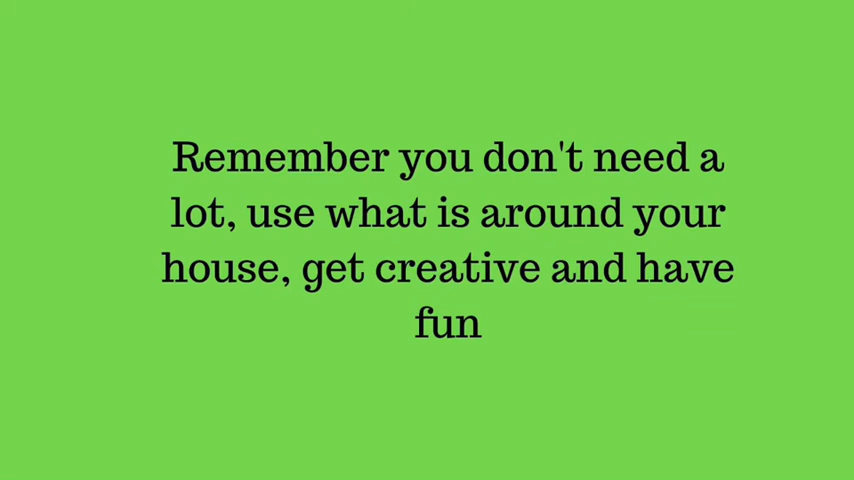 Remember you don't need a
lot, use what is around your
house, get creative and have
fun